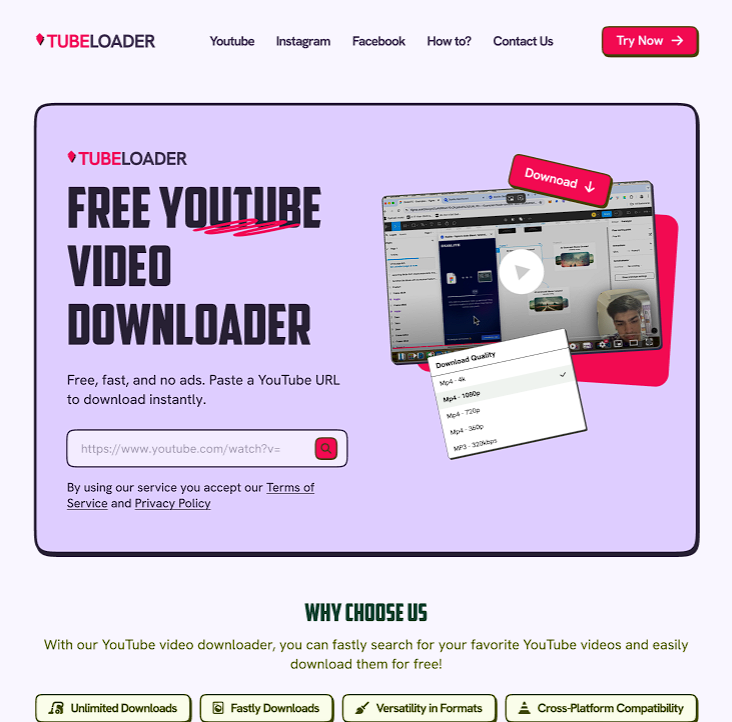 TUBELOADER
Youtube
Instagram
Facebook
How to?
Contact Us
Try Now
TUBELOADER
FREE YOUTUBE
VIDEO
DOWNLOADER
Free, fast, and no ads. Paste a YouTube URL
to download instantly.
https://www.youtube.com/watch?v=
By using our service you accept our Terms of
Service and Privacy Policy
Downoad
Download Quality
Mp4 - 4k
Mp4 - 1080p
Mp4 - 720p
Mp4 - 360p
MP3 - 320kbps
WHY CHOOSE US
With our YouTube video downloader, you can fastly search for your favorite YouTube videos and easily
download them for free!
Unlimited Downloads
Fastly Downloads
Versatility in Formats
Cross-Platform Compatibility